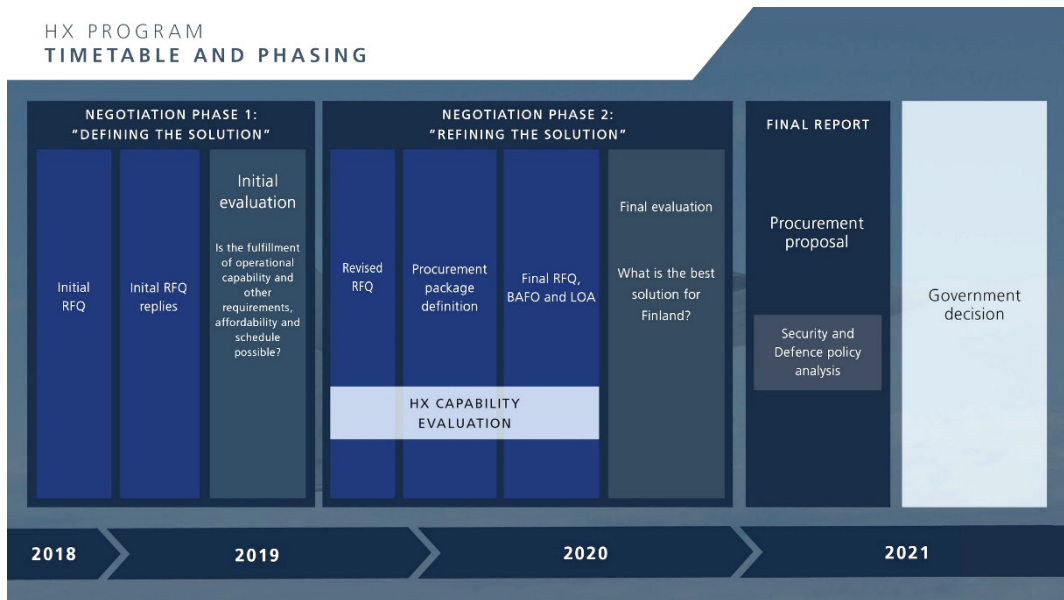 HX PROGRAM
TIMETABLE AND PHASING
NEGOTIATION PHASE 1:
"DEFINING THE SOLUTION"
Initial
RFQ
Inital RFQ
replies
Initial
evaluation
Is the fulfillment
of operational
capability and
other
requirements,
affordability and
schedule
possible?
NEGOTIATION PHASE 2:
"REFINING THE SOLUTION"
Revised
RFQ
Procurement
package
definition
Final RFQ,
BAFO and LOA
HX CAPABILITY
EVALUATION
Final evaluation
What is the best
solution for
Finland?
FINAL REPORT
Procurement
proposal
Security and
Defence policy
analysis
Government
decision
2018
2019
2020
2021